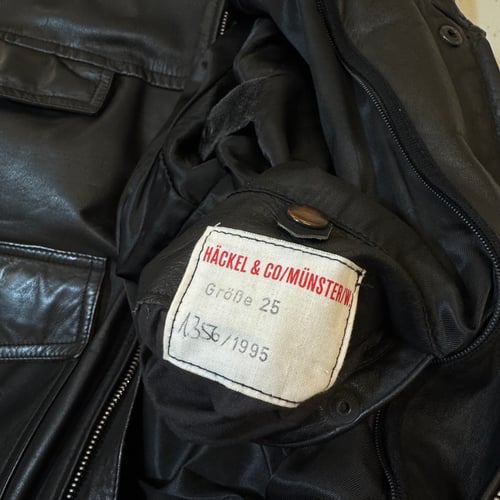 HÄCKEL & CO/MÜNSTER/W.
Größe 25
1356/1995